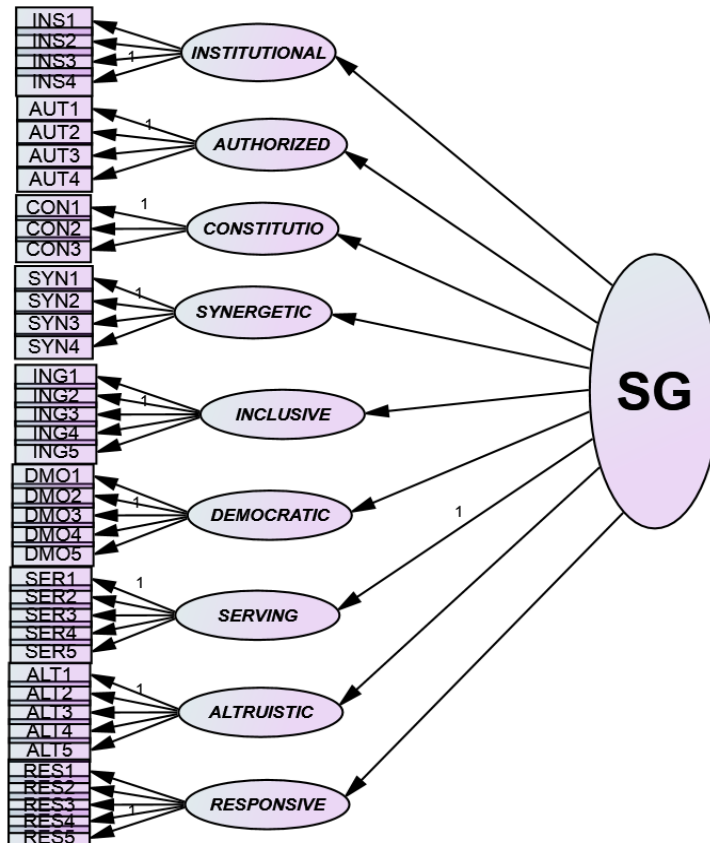 INS1
INS2
INS3
INS4
1
INSTITUTIONAL
AUT1
AUT2
AUT3
AUT4
1
AUTHORIZED
CON1
CON2
CON3
1
CONSTITUTIO
SYN1
SYN2
SYN3
SYN4
1
SYNERGETIC
ING1
ING2
ING3
ING4
ING5
1
INCLUSIVE
DMO1
DMO2
DMO3
DMO4
DMO5
1
DEMOCRATIC
SER1
SER2
SER3
SER4
SER5
1
SERVING
ALT1
ALT2
ALT3
ALT4
ALT5
1
ALTRUISTIC
RES1
RES2
RES3
RES4
RES5
1
RESPONSIVE
1
SG